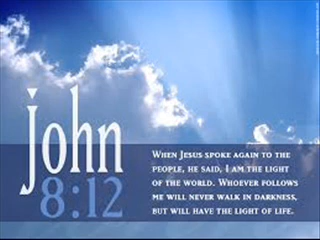 John
8:12
WHEN JESUS SPOKE AGAIN TO THE
PEOPLE, HE SAID, I AM THE LIGHT
OF THE WORLD. WHOEVER FOLLOWS
ME WILL NEVER WALK IN DARKNESS,
BUT WILL HAVE THE LIGHT OF LIFE.